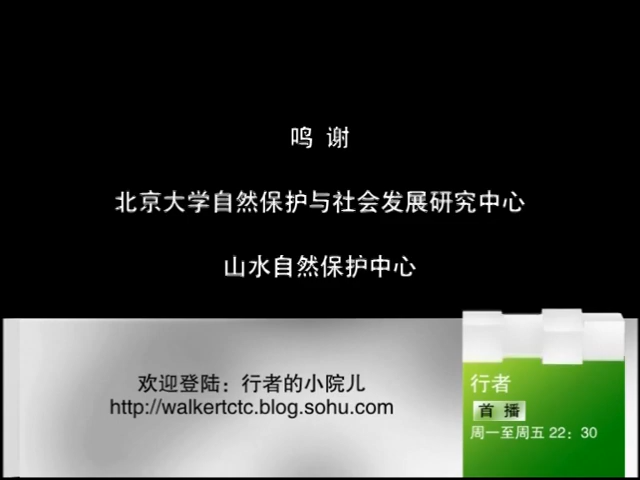 鸣 谢
北京大学自然保护与社会发展研究中心
山水自然保护中心
欢迎登陆：行者的小院儿
http://walkertctc.blog.sohu.com
行者
首 播
周一至周五 22：30